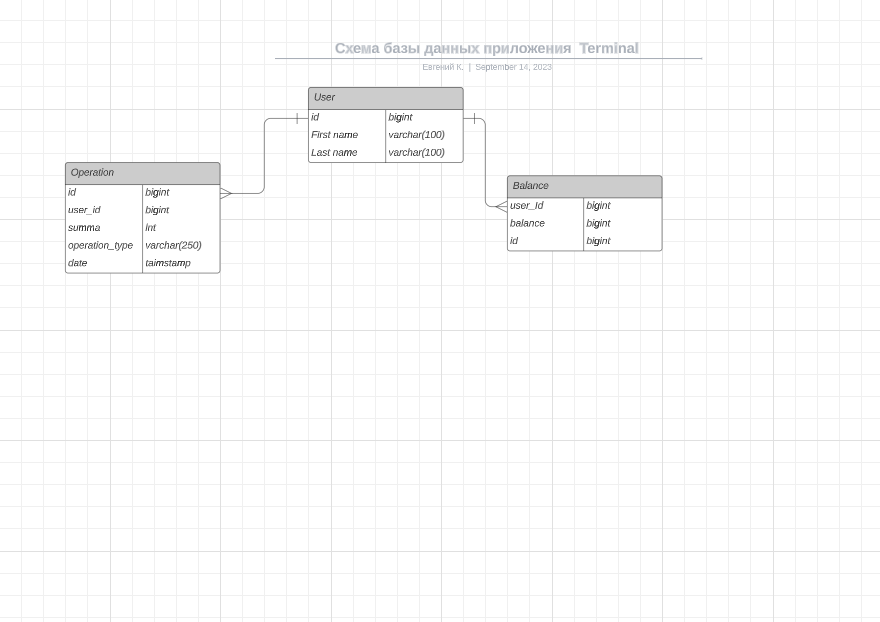 Схема базы данных приложения Terminal
Евгений К. | September 14, 2023
User
id bigint
First name varchar(100)
Last name varchar(100)
Operation
id bigint
user_id bigint
summa int
operation_type varchar(250)
date taimstamp
Balance
user_Id bigint
balance bigint
id bigint